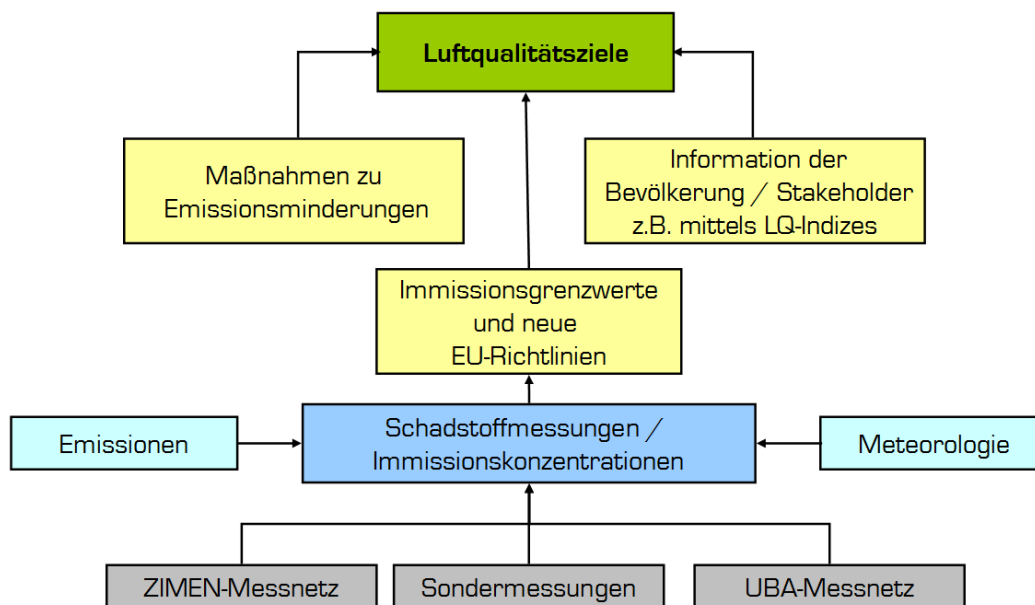 Luftqualitätsziele
Maßnahmen zu
Emissionsminderungen
Information der
Bevölkerung / Stakeholder
z.B. mittels LQ-Indizes
Immissionsgrenzwerte
und neue
EU-Richtlinien
Emissionen
Schadstoffmessungen /
Immissionskonzentrationen
Meteorologie
ZIMEN-Messnetz
Sondermessungen
UBA-Messnetz